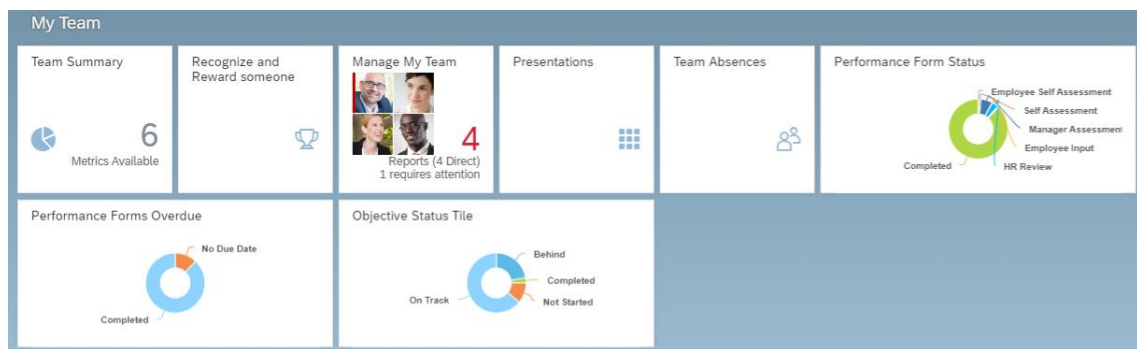 My Team
Team Summary
6
Metrics Available
Recognize and
Reward someone
Manage My Team
4
Reports (4 Direct)
1 requires attention
Presentations
Team Absences
Performance Form Status
Employee Self Assessment
Self Assessment
Manager Assessment
Employee Input
HR Review
Completed
Performance Forms Overdue
No Due Date
Completed
Objective Status Tile
Behind
Completed
Not Started
On Track